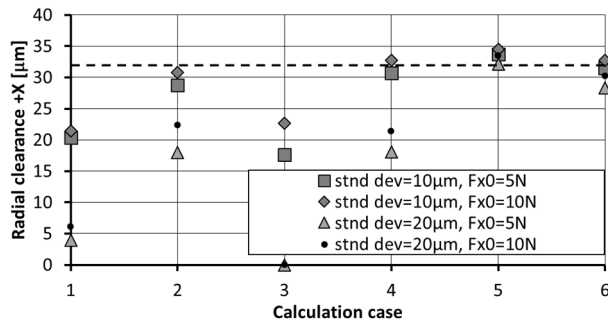 Radial clearance +X [µm]
40
35
30
25
20
15
10
5
0
stnd dev=10µm, Fx0=5N
stnd dev=10µm, Fx0=10N
stnd dev=20µm, Fx0=5N
stnd dev=20µm, Fx0=10N
1 2 3 4 5 6
Calculation case